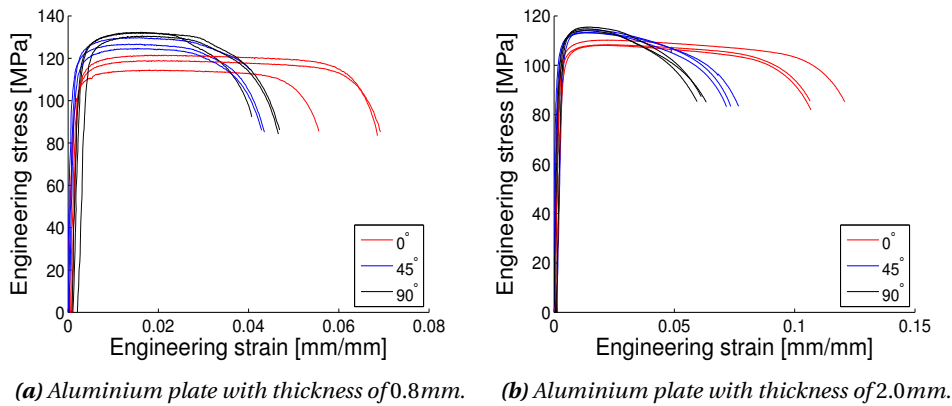 140
120
100
80
60
40
20
0
Engineering stress [MPa]
0 0.02 0.04 0.06 0.08
Engineering strain [mm/mm]
0°
45°
90°
(a) Aluminium plate with thickness of 0.8mm.
120
100
80
60
40
20
0
Engineering stress [MPa]
0 0.05 0.1 0.15
Engineering strain [mm/mm]
0°
45°
90°
(b) Aluminium plate with thickness of 2.0mm.